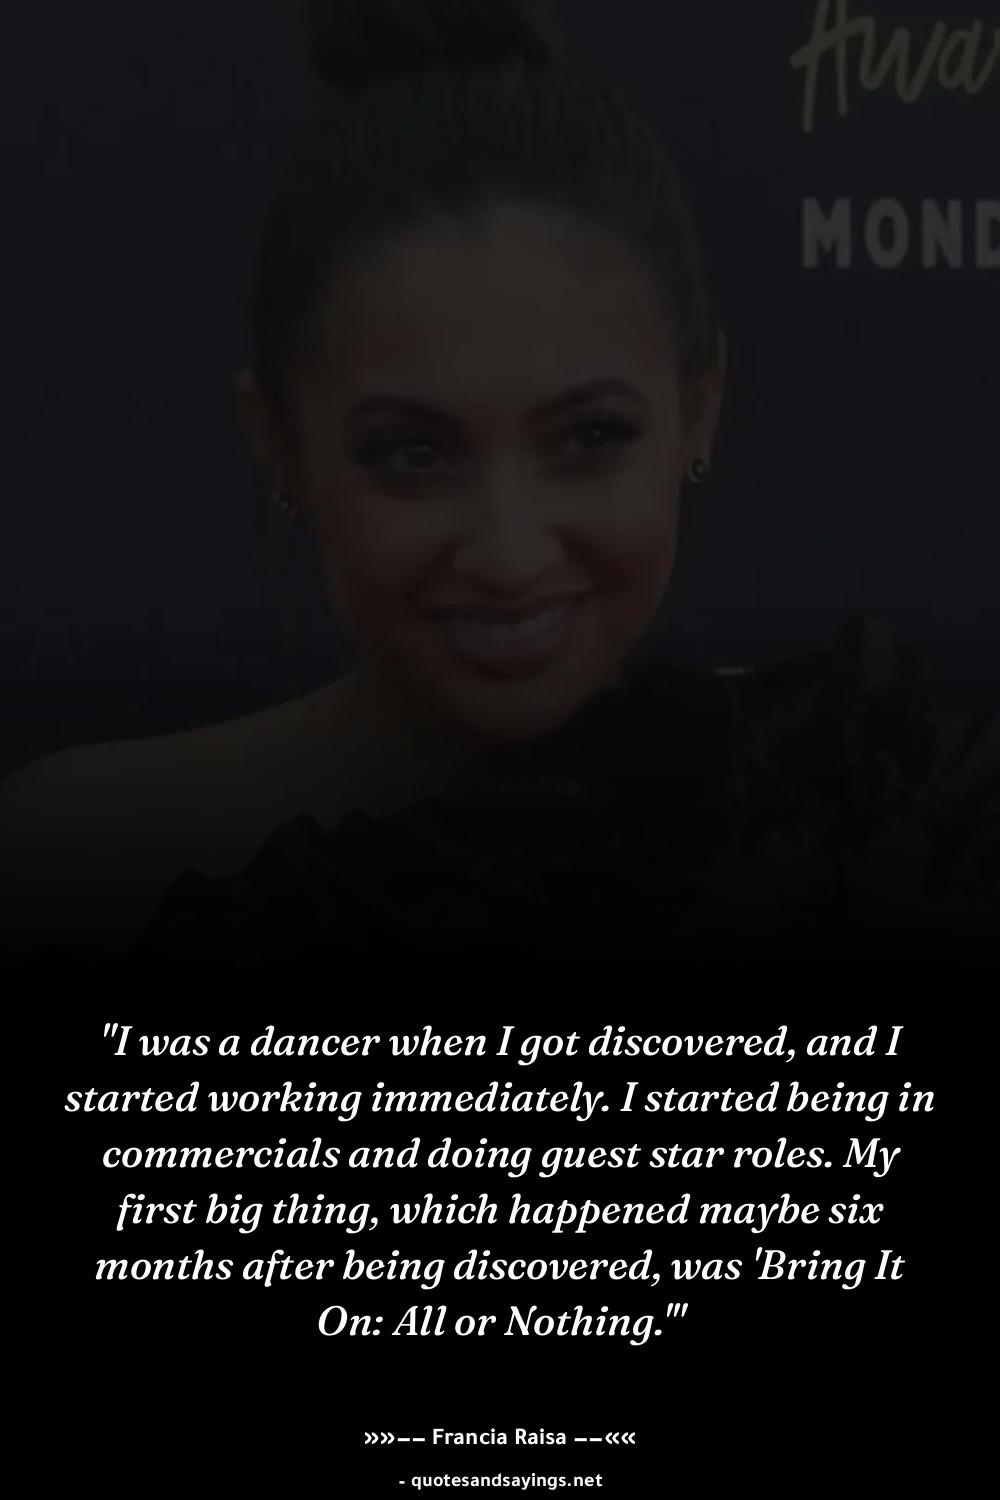 Awa
MOND
"I was a dancer when I got discovered, and I
started working immediately. I started being in
commercials and doing guest star roles. My
first big thing, which happened maybe six
months after being discovered, was 'Bring It
On: All or Nothing.'"
»»−− Francia Raisa −−««
- quotesandsayings.net